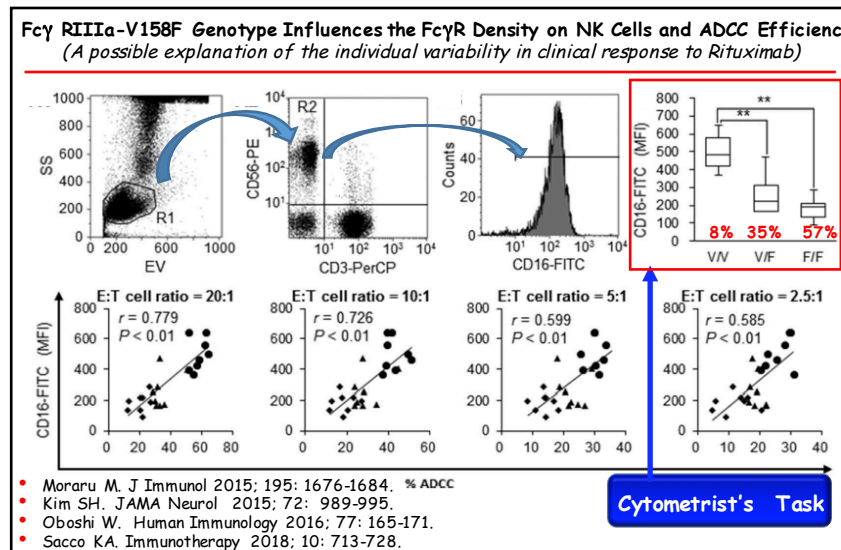 Fcγ RIIIa-V158F Genotype Influences the FcγR Density on NK Cells and ADCC Efficienc
(A possible explanation of the individual variability in clinical response to Rituximab)
1000
800
600
400
200
0
SS
R1
0 200 600 1000
EV
10⁴
10³
10²
10¹
CD56-PE
R2
10¹ 10² 10³ 10⁴
CD3-PerCP
80
60
40
20
0
Counts
10¹ 10² 10³ 10⁴
CD16-FITC
800
700
600
500
400
300
200
100
0
CD16-FITC (MFI)
**
**
8% 35% 57%
V/V V/F F/F
CD16-FITC (MFI)
E:T cell ratio = 20:1
r = 0.779
P < 0.01
800
600
400
200
0
0 20 40 60 80
E:T cell ratio = 10:1
r = 0.726
P < 0.01
800
600
400
200
0
0 20 40 60
E:T cell ratio = 5:1
r = 0.599
P < 0.01
800
600
400
200
0
0 10 20 30 40
E:T cell ratio = 2.5:1
r = 0.585
P < 0.01
800
600
400
200
0
0 10 20 30 40
% ADCC
• Moraru M. J Immunol 2015; 195: 1676-1684.
• Kim SH. JAMA Neurol 2015; 72: 989-995.
• Oboshi W. Human Immunology 2016; 77: 165-171.
• Sacco KA. Immunotherapy 2018; 10: 713-728.
Cytometrist's Task